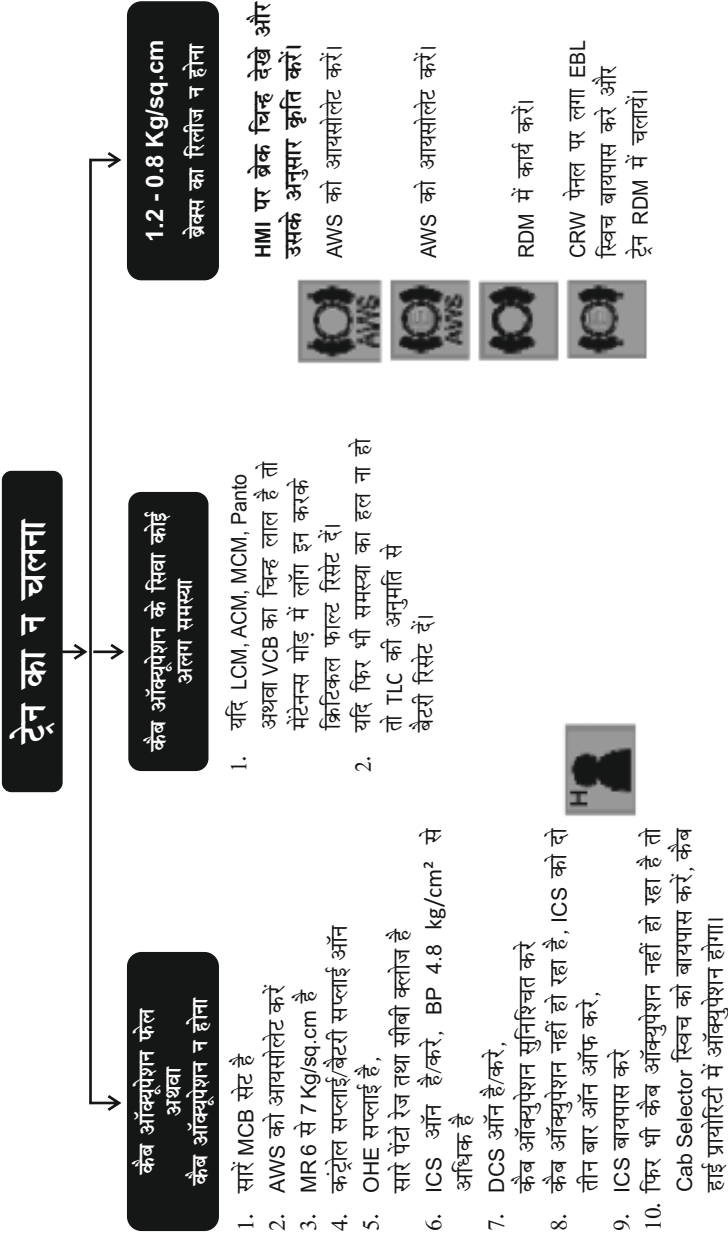 ट्रेन का न चलना
कैब ऑक्यूपेशन फेल
अथवा
कैब ऑक्यूपेशन न होना
1. सारें MCB सेट है
2. AWS को आयसोलेट करें
3. MR 6 से 7 Kg/sq.cm है
4. कंट्रोल सप्लाई/बैटरी सप्लाई ऑन
5. OHE सप्लाई है,
सारे पेंटो रेज तथा सीबी क्लोज है
6. ICS ऑन है/करे, BP 4.8 kg/cm² से
अधिक है
7. DCS ऑन है/करे,
कैब ऑक्युपेशन सुनिश्चित करे
8. कैब ऑक्युपेशन नहीं हो रहा है, ICS को दो
तीन बार ऑन ऑफ करे,
9. ICS बायपास करे
10. फिर भी कैब ऑक्युपेशन नहीं हो रहा है तो
Cab Selector स्विच को बायपास करें, कैब
हाई प्रायोरिटी में ऑक्युपेशन होगा।
H
कैब ऑक्यूपेशन के सिवा कोई
अलग समस्या
1. यदि LCM, ACM, MCM, Panto
अथवा VCB का चिन्ह लाल है तो
मेंटेनन्स मोड़ में लॉग इन करके
क्रिटिकल फाल्ट रिसेट दें।
2. यदि फिर भी समस्या का हल ना हो
तो TLC की अनुमति से
बैटरी रिसेट दें।
1.2 - 0.8 Kg/sq.cm
ब्रेक्स का रिलीज न होना
HMI पर ब्रेक चिन्ह देखे और
उसके अनुसार कृति करें।
AWS
AWS को आयसोलेट करें।
AWS
AWS को आयसोलेट करें।
RDM में कार्य करें।
CRW पेनल पर लगा EBL
स्विच बायपास करे और
ट्रेन RDM में चलायें।